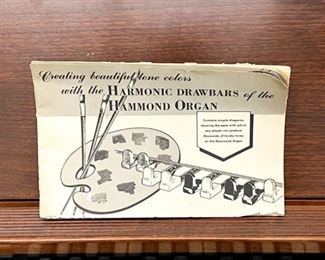 Creating beautiful tone colors
with the HARMONIC DRAWBARS of the
HAMMOND ORGAN
Contains simple diagrams
showing the ease with which
any player can produce
thousands of lovely tones
on the Hammond Organ